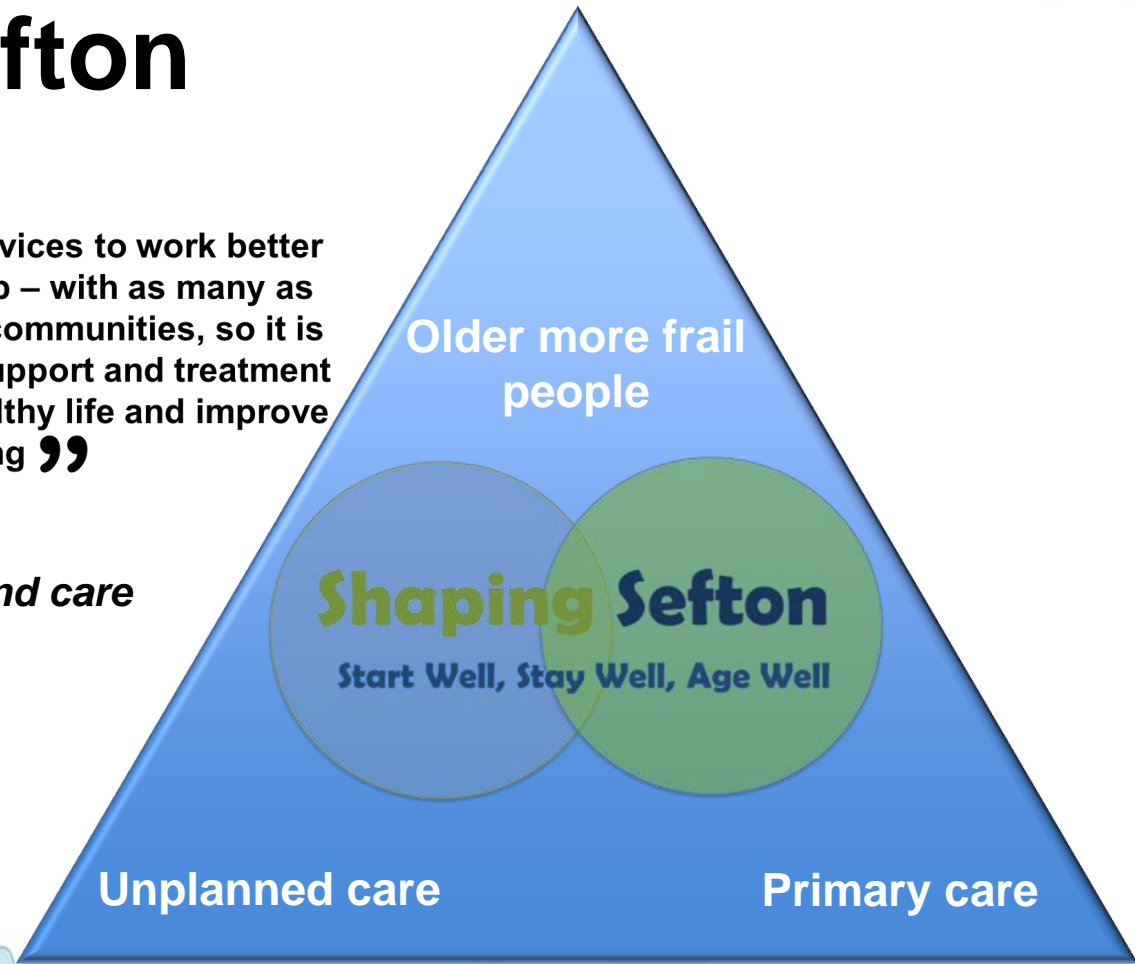 fton
vices to work better
– with as many as
communities, so it is
upport and treatment
lthy life and improve
ng ”
nd care
Older more frail
people
Shaping Sefton
Start Well, Stay Well, Age Well
Unplanned care
Primary care